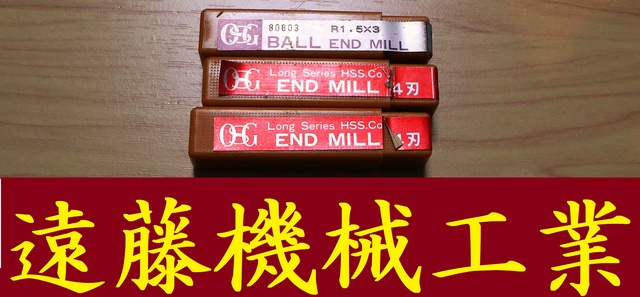 OSG 80603 R1.5X3
BALL END MILL
OSG Long Series HSS.Co
END MILL 4刃
OSG Long Series HSS.Co
END MILL 4刃
遠藤機械工業